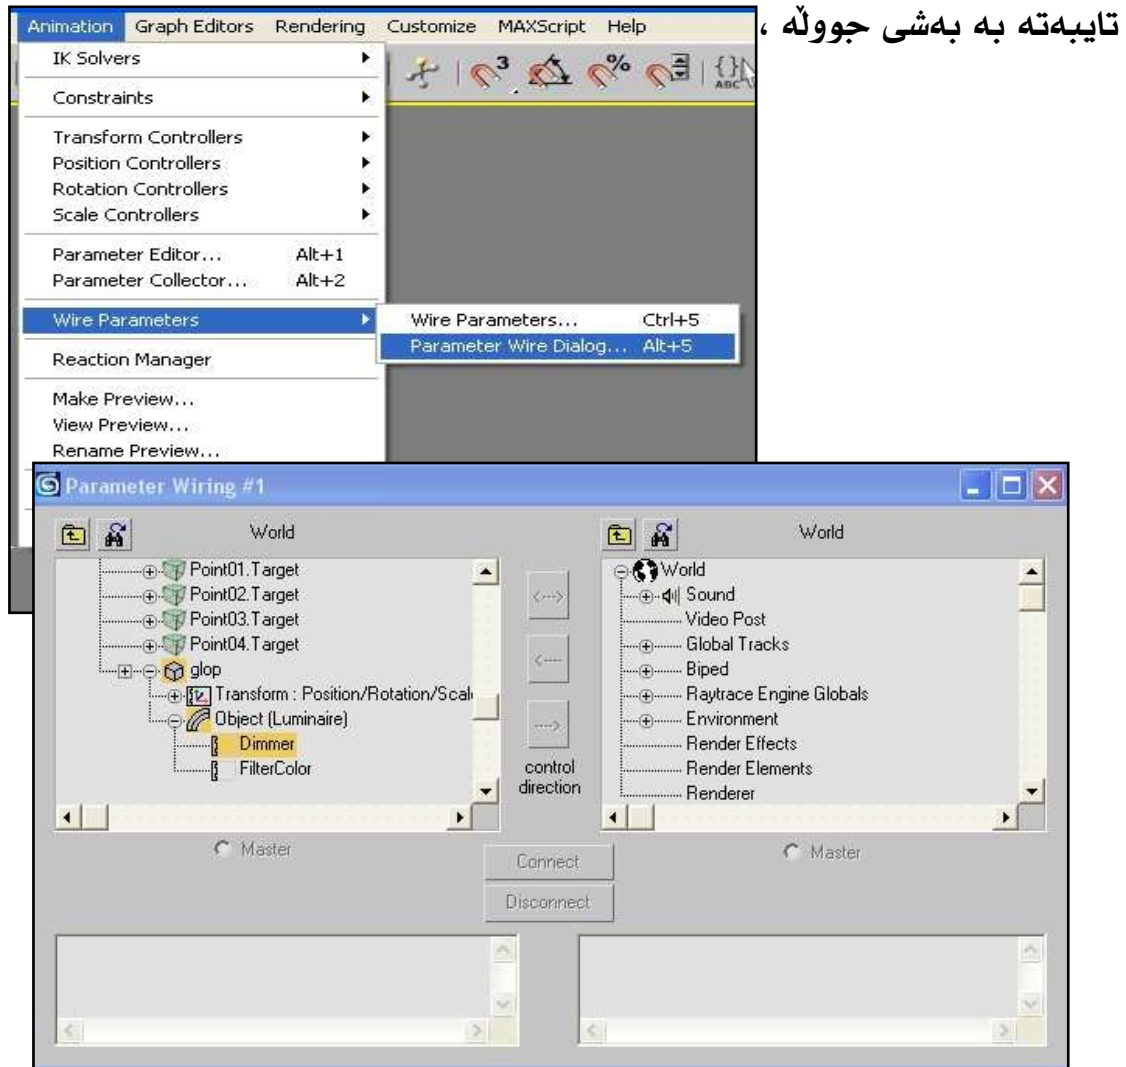 تایبەتە بە بەشی جووڵە ،
Animation Graph Editors Rendering Customize MAXScript Help
IK Solvers
3 % {} ABC
Constraints
Transform Controllers
Position Controllers
Rotation Controllers
Scale Controllers
Parameter Editor... Alt+1
Parameter Collector... Alt+2
Wire Parameters
Wire Parameters... Ctrl+5
Parameter Wire Dialog... Alt+5
Reaction Manager
Make Preview...
View Preview...
Rename Preview...
Parameter Wiring #1
World
Point01.Target
Point02.Target
Point03.Target
Point04.Target
glop
Transform : Position/Rotation/Scal
Object (Luminaire)
Dimmer
FilterColor
Master
<--->
<----
---->
control
direction
Connect
Disconnect
World
World
Sound
Video Post
Global Tracks
Biped
Raytrace Engine Globals
Environment
Render Effects
Render Elements
Renderer
Master